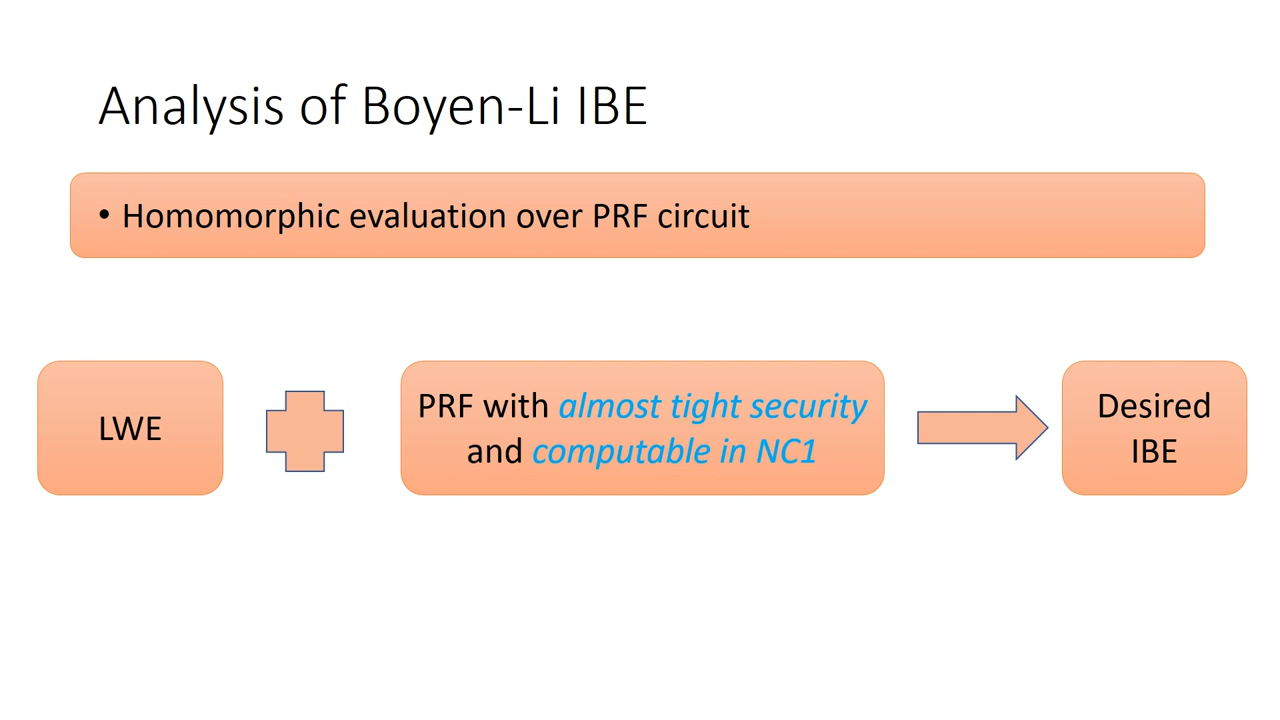 Analysis of Boyen-Li IBE
• Homomorphic evaluation over PRF circuit
LWE
PRF with almost tight security
and computable in NC1
Desired
IBE